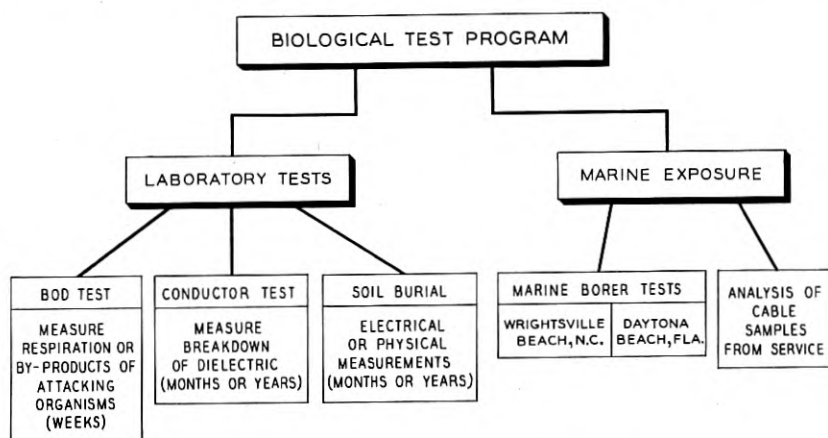 BIOLOGICAL TEST PROGRAM
LABORATORY TESTS
MARINE EXPOSURE
BOD TEST
MEASURE
RESPIRATION OR
BY-PRODUCTS OF
ATTACKING
ORGANISMS
(WEEKS)
CONDUCTOR TEST
MEASURE
BREAKDOWN
OF DIELECTRIC
(MONTHS OR YEARS)
SOIL BURIAL
ELECTRICAL
OR PHYSICAL
MEASUREMENTS
(MONTHS OR YEARS)
MARINE BORER TESTS
WRIGHTSVILLE
BEACH, N.C.
DAYTONA
BEACH, FLA.
ANALYSIS OF
CABLE
SAMPLES
FROM SERVICE